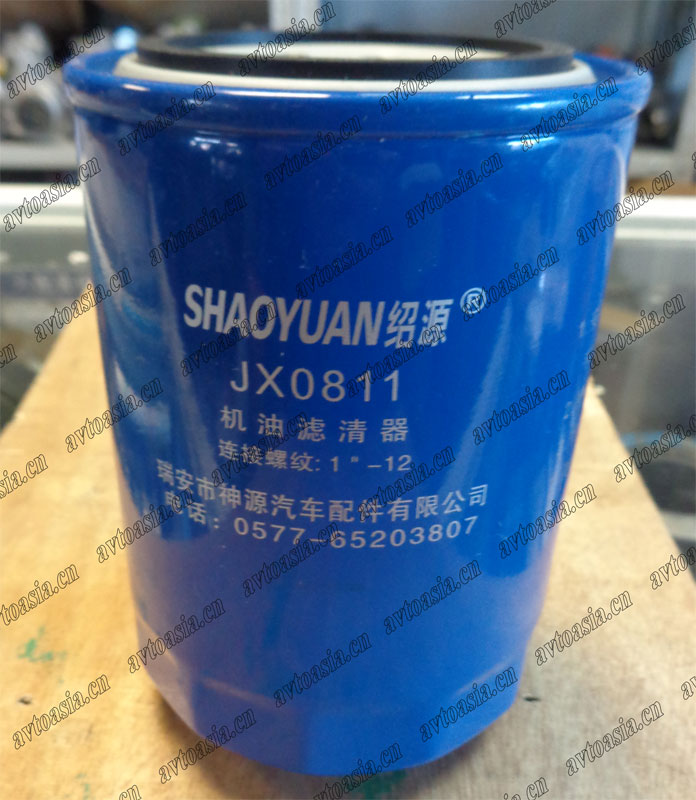 SHAOYUAN绍源®
JX0811
机油滤清器
连接螺纹: 1"-12
瑞安市神源汽车配件有限公司
电话: 0577-65203807
avtoasia.cn